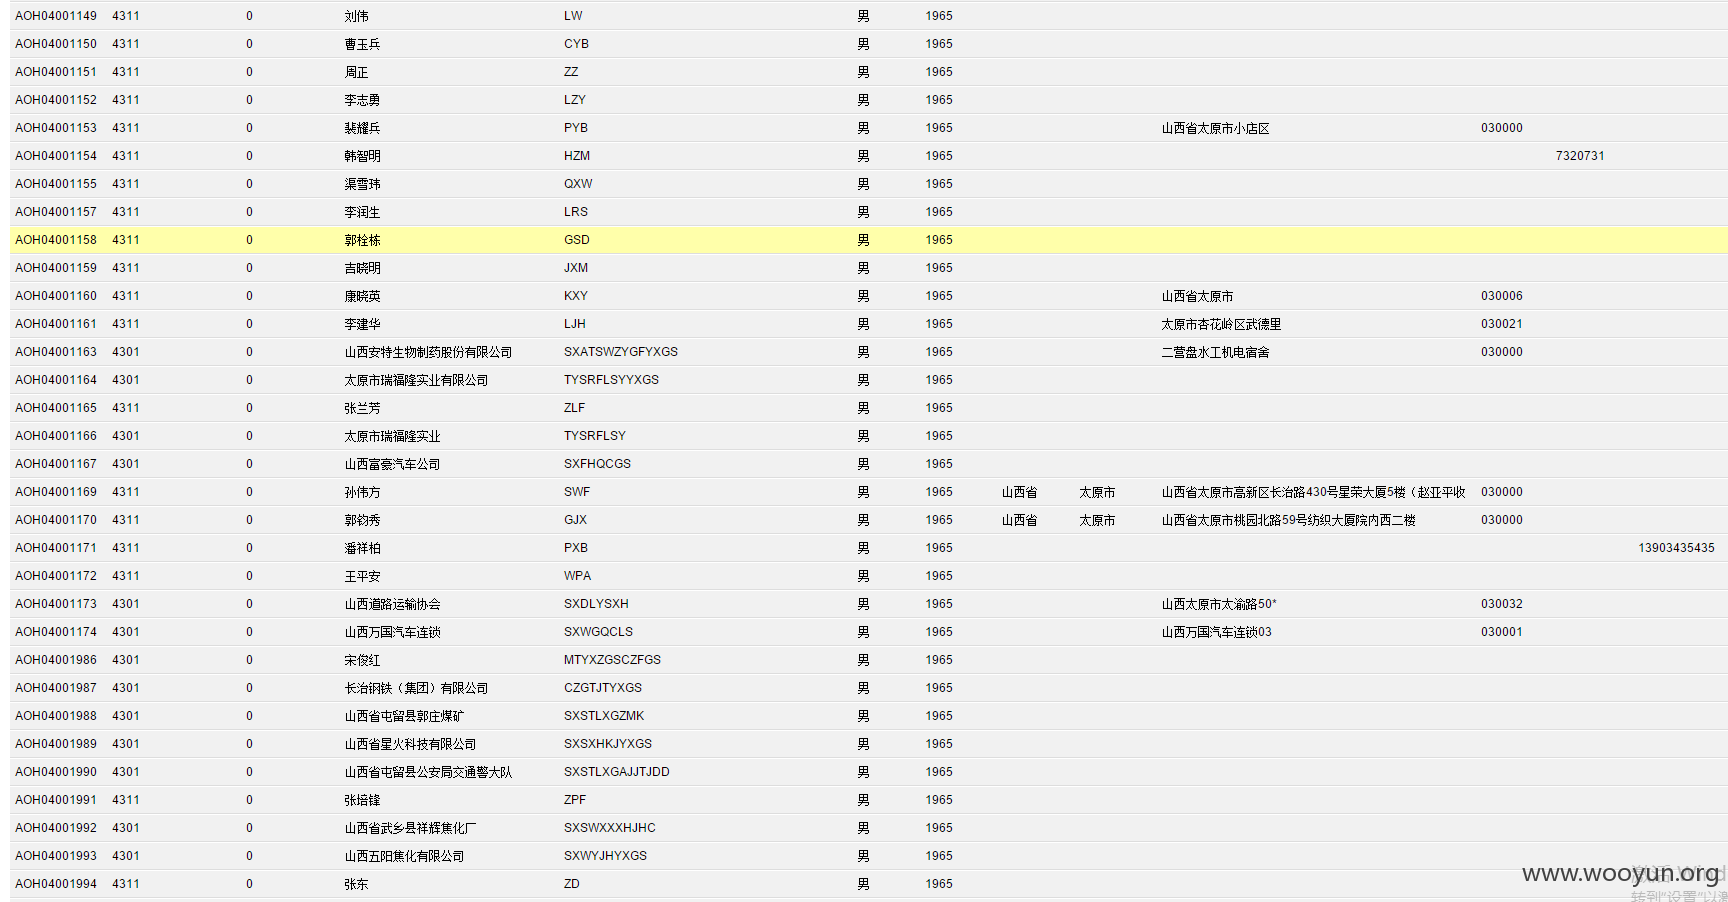 AOH04001149 4311 0 刘伟 LW 男 1965
AOH04001150 4311 0 曹玉兵 CYB 男 1965
AOH04001151 4311 0 周正 ZZ 男 1965
AOH04001152 4311 0 李志勇 LZY 男 1965
AOH04001153 4311 0 裴耀兵 PYB 男 1965 山西省太原市小店区 030000
AOH04001154 4311 0 韩智明 HZM 男 1965 7320731
AOH04001155 4311 0 渠雪玮 QXW 男 1965
AOH04001157 4311 0 李润生 LRS 男 1965
AOH04001158 4311 0 郭栓栋 GSD 男 1965
AOH04001159 4311 0 吉晓明 JXM 男 1965
AOH04001160 4311 0 康晓英 KXY 男 1965 山西省太原市 030006
AOH04001161 4311 0 李建华 LJH 男 1965 太原市杏花岭区武德里 030021
AOH04001163 4311 0 山西安特生物制药股份有限公司 SXATSWZYGFYXGS 男 1965 二营盘水工机电宿舍 030000
AOH04001164 4301 0 太原市瑞福隆实业有限公司 TYSRFLSYYXGS 男 1965
AOH04001165 4311 0 张兰芳 ZLF 男 1965
AOH04001166 4301 0 太原市瑞福隆实业 TYSRFLSY 男 1965
AOH04001167 4301 0 山西富豪汽车公司 SXFHQCGS 男 1965
AOH04001169 4311 0 孙伟方 SWF 男 1965 山西省 太原市 山西省太原市高新区长治路430号星荣大厦5楼（赵亚平收 030000
AOH04001170 4311 0 郭钧秀 GJX 男 1965 山西省 太原市 山西省太原市桃园北路59号纺织大厦院内西二楼 030000
AOH04001171 4311 0 潘祥柏 PXB 男 1965 13903435435
AOH04001172 4311 0 王平安 WPA 男 1965
AOH04001173 4301 0 山西道路运输协会 SXDLYSXH 男 1965 山西太原市太渝路50* 030032
AOH04001174 4301 0 山西万国汽车连锁 SXWGQCLS 男 1965 山西万国汽车连锁03 030001
AOH04001986 4301 0 宋俊红 MTYXZGSCZFGS 男 1965
AOH04001987 4301 0 长治钢铁（集团）有限公司 CZGTJTYXGS 男 1965
AOH04001988 4301 0 山西省屯留县郭庄煤矿 SXSTLXGZMK 男 1965
AOH04001989 4301 0 山西省星火科技有限公司 SXSXHKJYXGS 男 1965
AOH04001990 4301 0 山西省屯留县公安局交通警大队 SXSTLXGAJJTJDD 男 1965
AOH04001991 4311 0 张培锋 ZPF 男 1965
AOH04001992 4301 0 山西省武乡县祥辉焦化厂 SXSWXXXHJHC 男 1965
AOH04001993 4301 0 山西五阳焦化有限公司 SXWYJHYXGS 男 1965
AOH04001994 4311 0 张东 ZD 男 1965
www.wooyun.org
激活 Wind
转到"设置"以激